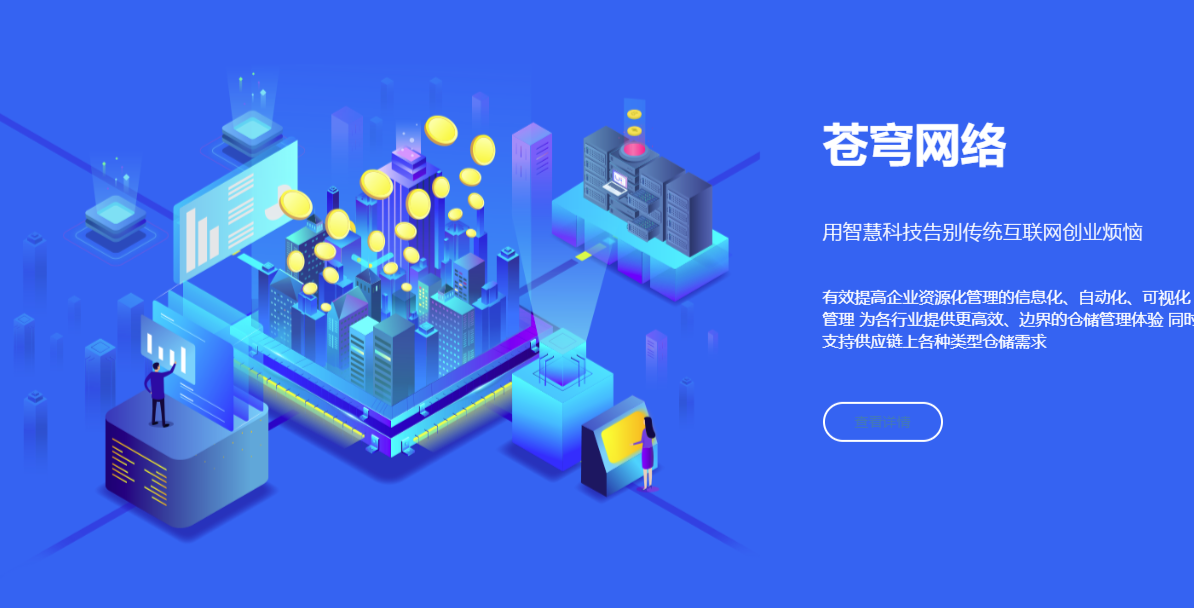 苍穹网络
用智慧科技告别传统互联网创业烦恼
有效提高企业资源化管理的信息化、自动化、可视化
管理 为各行业提供更高效、边界的仓储管理体验 同时
支持供应链上各种类型仓储需求
查看详情